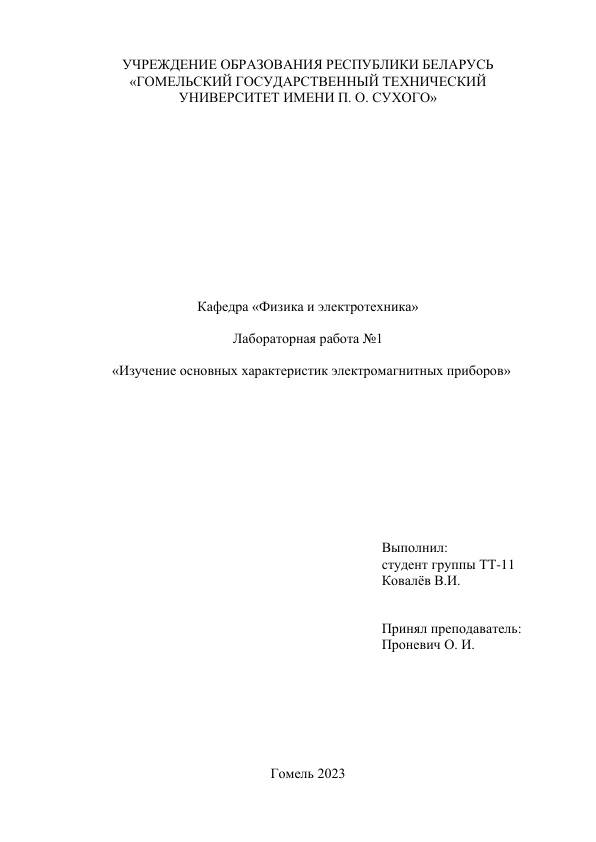 УЧРЕЖДЕНИЕ ОБРАЗОВАНИЯ РЕСПУБЛИКИ БЕЛАРУСЬ
«ГОМЕЛЬСКИЙ ГОСУДАРСТВЕННЫЙ ТЕХНИЧЕСКИЙ
УНИВЕРСИТЕТ ИМЕНИ П. О. СУХОГО»
Кафедра «Физика и электротехника»
Лабораторная работа №1
«Изучение основных характеристик электромагнитных приборов»
Выполнил:
студент группы ТТ-11
Ковалёв В.И.
Принял преподаватель:
Проневич О. И.
Гомель 2023